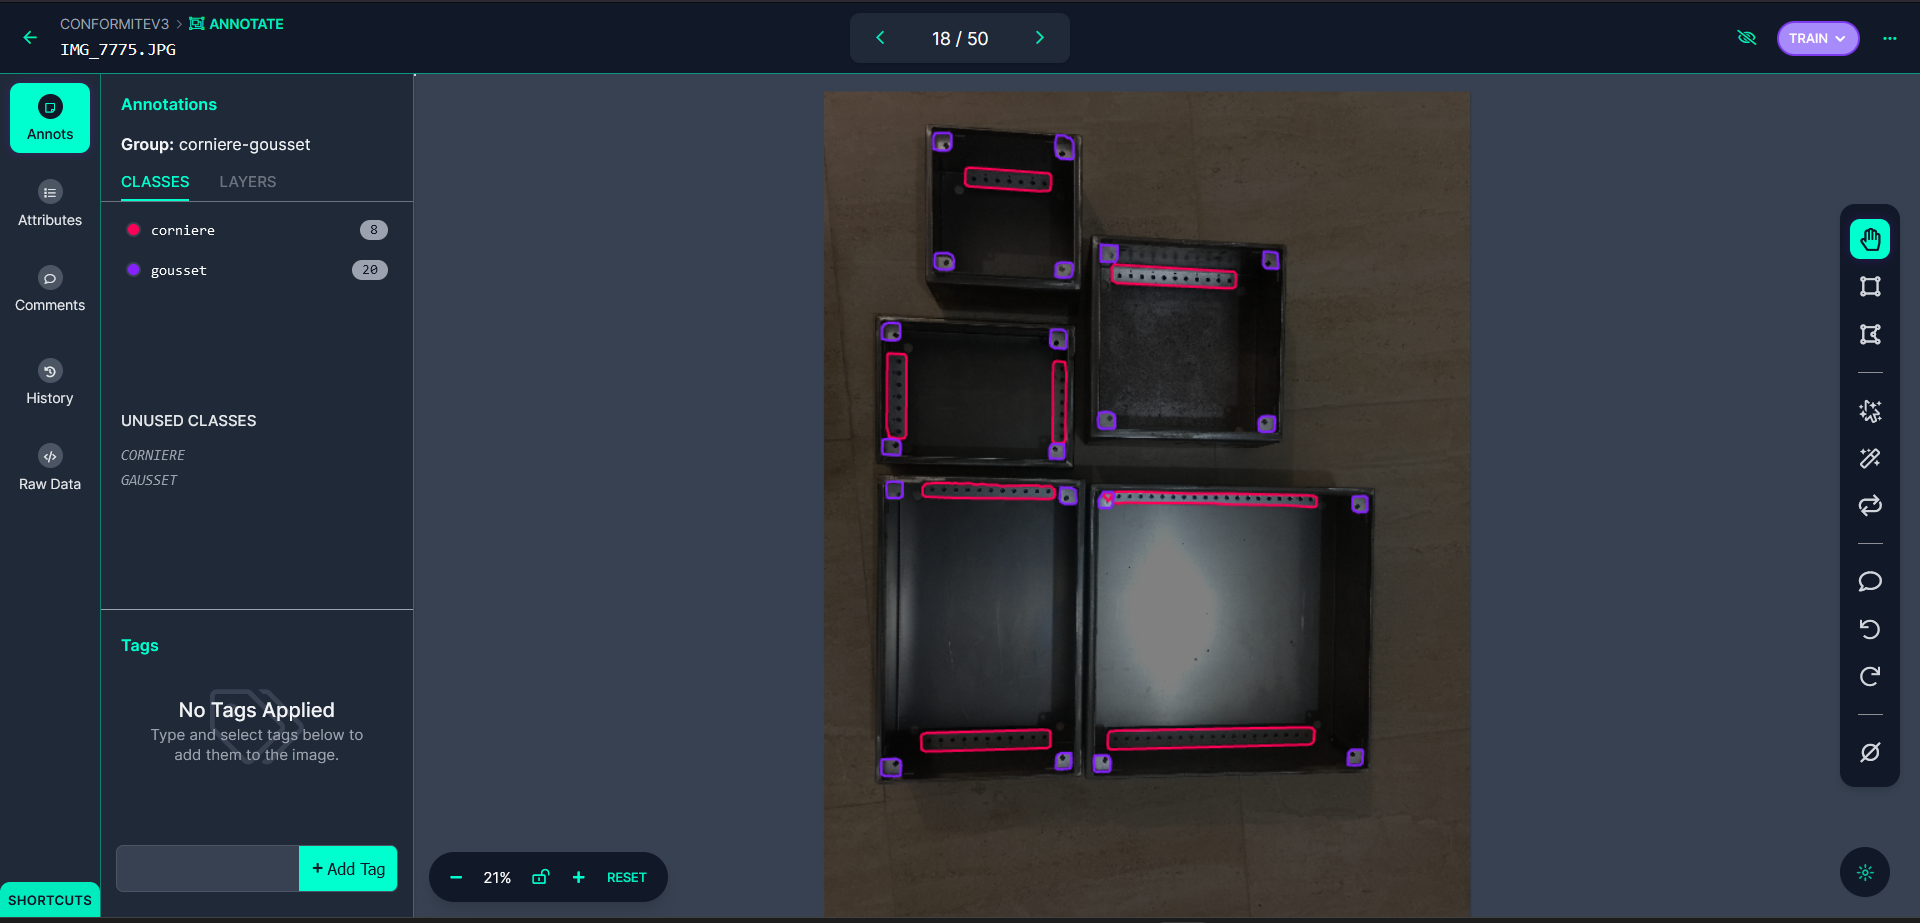 CONFORMITEV3 > ANNOTATE
IMG_7775.JPG
18 / 50
TRAIN
Annots
Attributes
Comments
History
Raw Data
SHORTCUTS
Annotations
Group: corniere-gousset
CLASSES LAYERS
corniere 8
gousset 20
UNUSED CLASSES
CORNIERE
GAUSSET
Tags
No Tags Applied
Type and select tags below to
add them to the image.
+ Add Tag
21% RESET